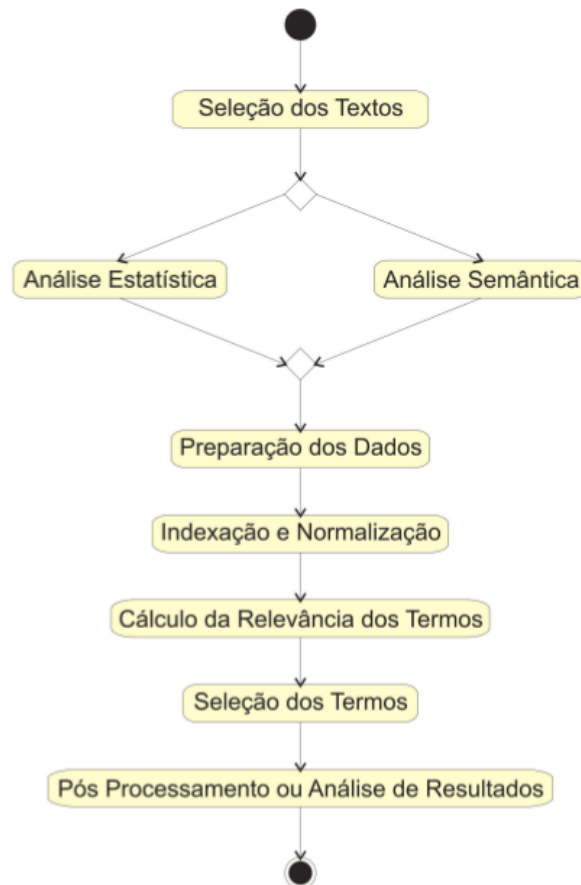 Seleção dos Textos
Análise Estatística
Análise Semântica
Preparação dos Dados
Indexação e Normalização
Cálculo da Relevância dos Termos
Seleção dos Termos
Pós Processamento ou Análise de Resultados